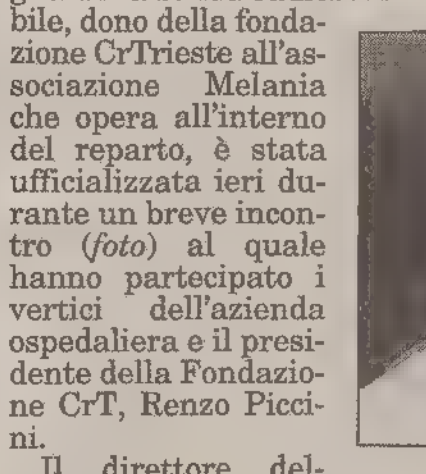 bile, dono della fonda-
zione CrTrieste all'as-
sociazione Melania
che opera all'interno
del reparto, è stata
ufficializzata ieri du-
rante un breve incon-
tro (foto) al quale
hanno partecipato i
vertici dell'azienda
ospedaliera e il presi-
dente della Fondazio-
ne CrT, Renzo Picci-
ni.
Il direttore del-